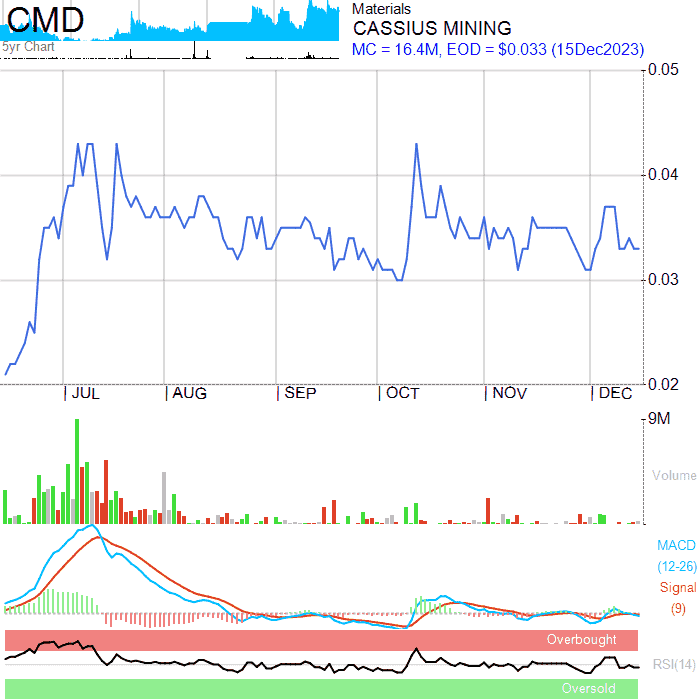 CMD
5yr Chart
Materials
CASSIUS MINING
MC = 16.4M, EOD = $0.033 (15Dec2023)
0.05
0.04
0.03
0.02
JUL AUG SEP OCT NOV DEC
9M
Volume
MACD
(12-26)
Signal
(9)
Overbought
RSI(14)
Oversold